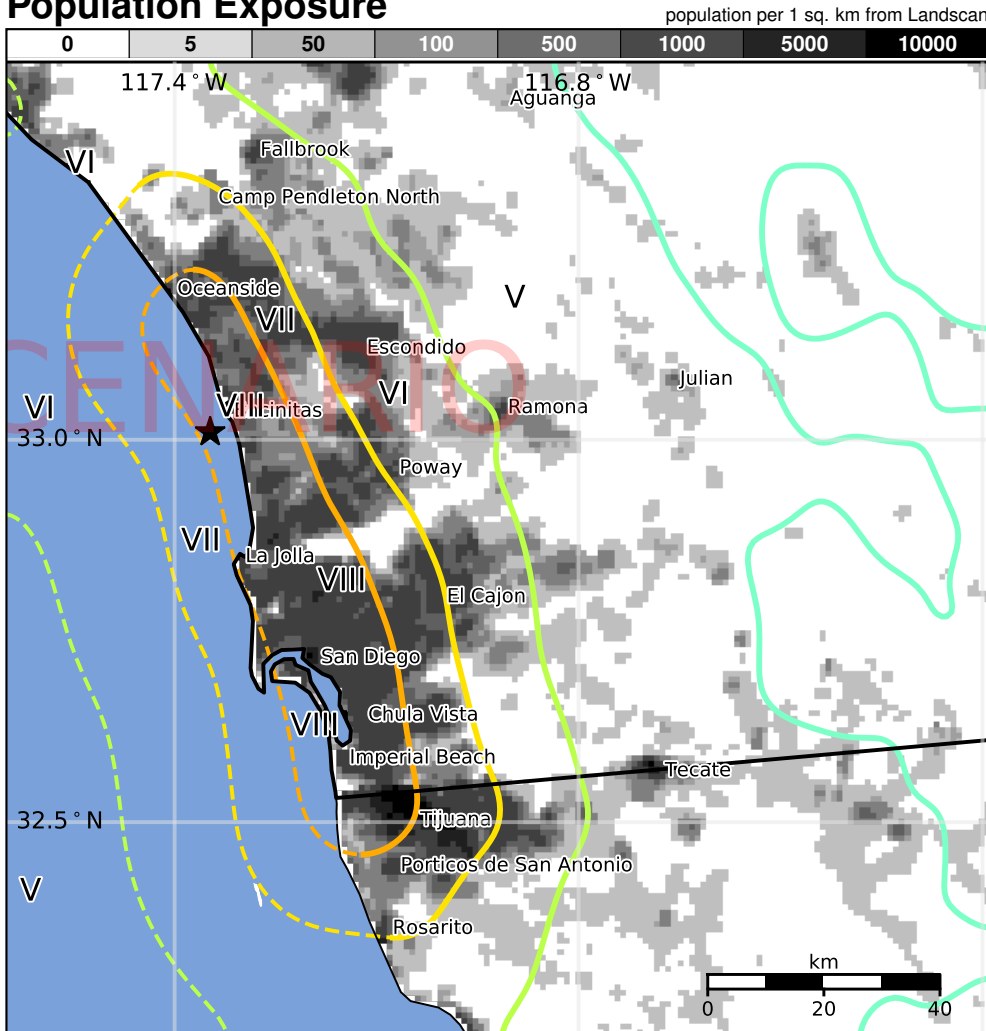 Population Exposure
population per 1 sq. km from Landscan
0 5 50 100 500 1000 5000 10000
117.4°W 116.8°W
Aguanga
Fallbrook
VI
Camp Pendleton North
Oceanside
V
VII
Escondido
ENARIO
Julian
VI
VI
VIII
Ramona
33.0°N
Poway
VII
La Jolla
VIII
El Cajon
San Diego
Chula Vista
VIII
Imperial Beach
Tecate
32.5°N
Tijuana
Porticos de San Antonio
V
Rosarito
km
0 20 40